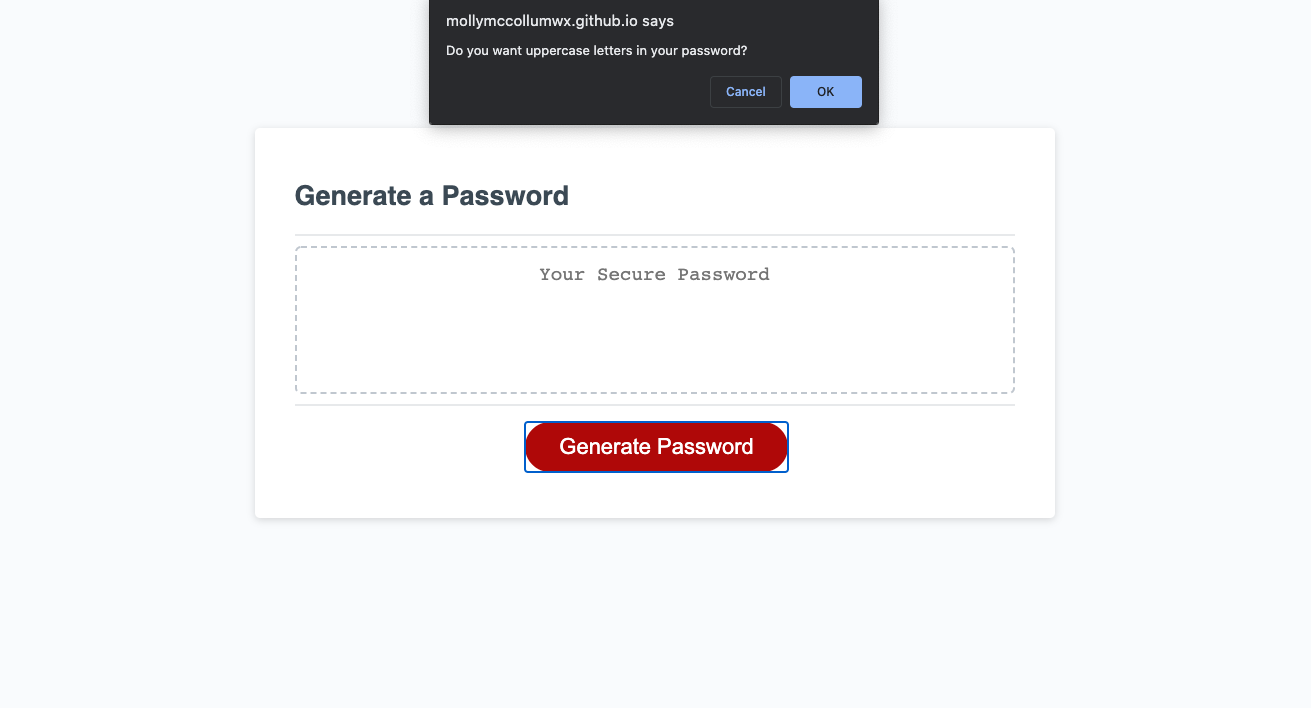 mollymccollumwx.github.io says
Do you want uppercase letters in your password?
Cancel
OK
Generate a Password
Your Secure Password
Generate Password